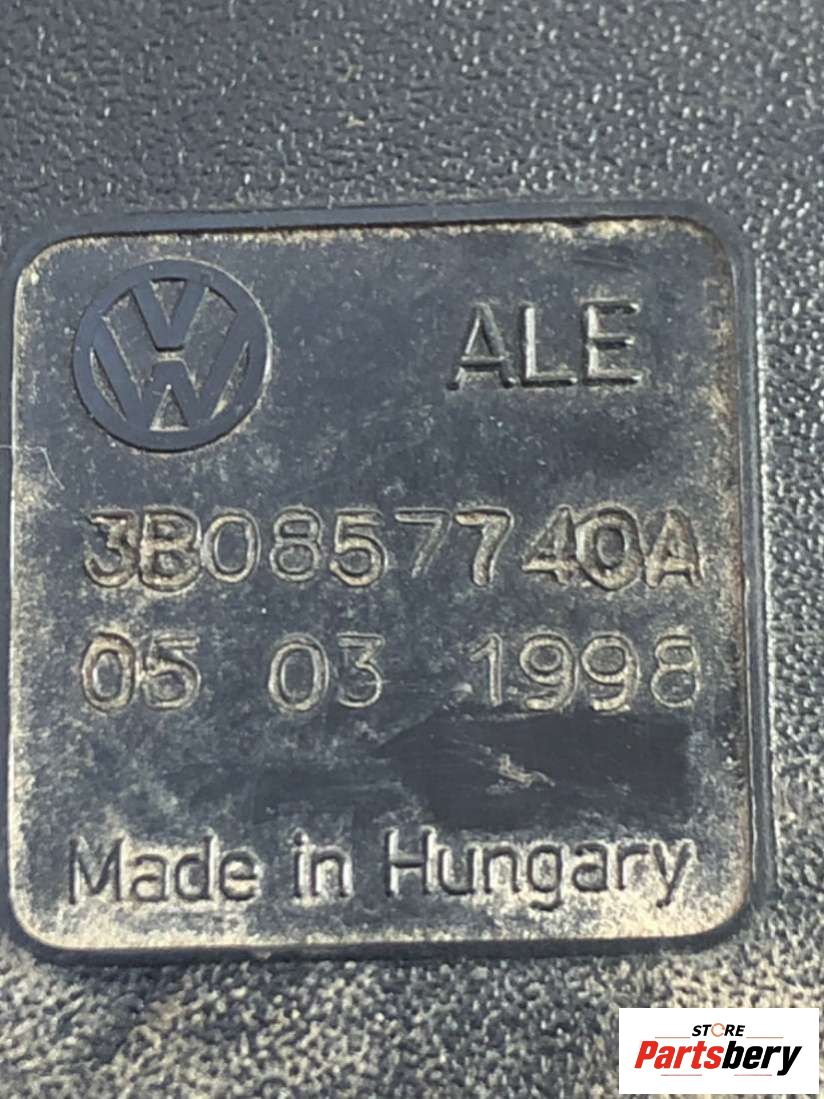 ALE
3B0857740A
05 03 1998
Made in Hungary
STORE
Partsbery